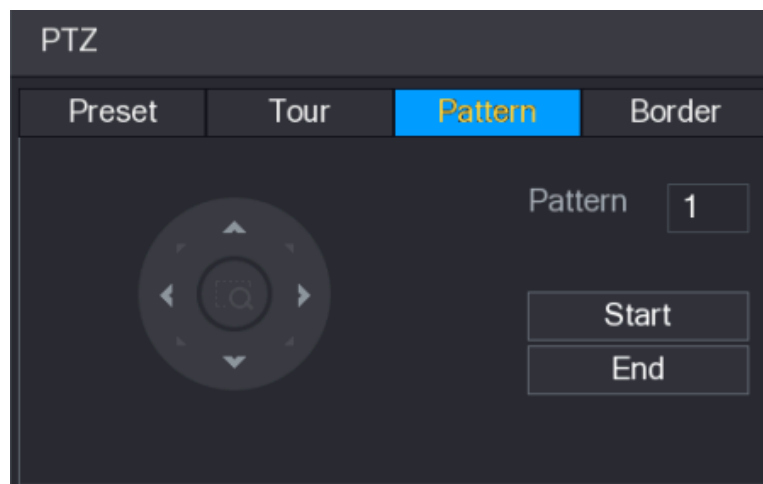 PTZ
Preset Tour Pattern Border
Pattern 1
Start
End